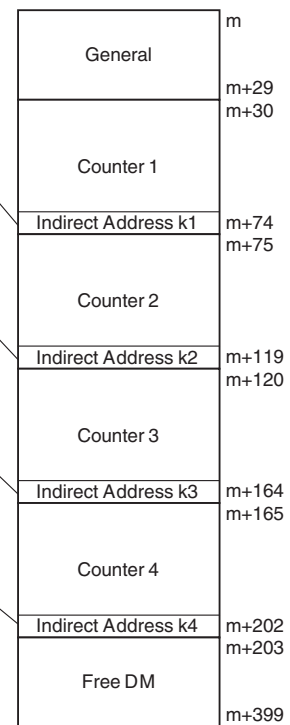 m
General
m+29
m+30
Counter 1
Indirect Address k1 m+74
m+75
Counter 2
Indirect Address k2 m+119
m+120
Counter 3
Indirect Address k3 m+164
m+165
Counter 4
Indirect Address k4 m+202
m+203
Free DM
m+399